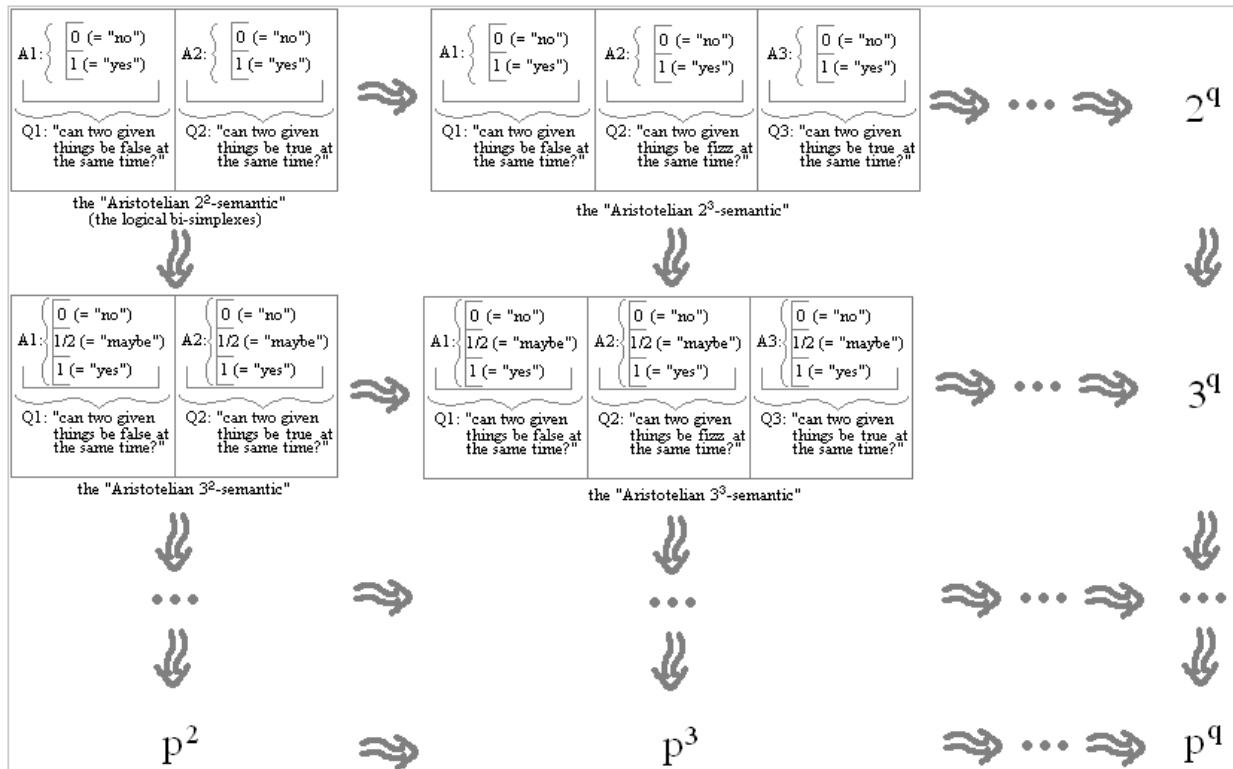 A1: 0 (= "no") A2: 0 (= "no") A1: 0 (= "no") A2: 0 (= "no") A3: 0 (= "no")
1 (= "yes") 1 (= "yes") 1 (= "yes") 1 (= "yes") 1 (= "yes")
••• 2^q
Q1: "can two given Q2: "can two given Q1: "can two given Q2: "can two given Q3: "can two given
things be false at things be true at things be false at things be fizz at things be true at
the same time?" the same time?" the same time?" the same time?" the same time?"
the "Aristotelian 2²-semantic" the "Aristotelian 2³-semantic"
(the logical bi-simplexes)
0 (= "no") 0 (= "no") 0 (= "no") 0 (= "no") 0 (= "no")
A1: 1/2 (= "maybe") A2: 1/2 (= "maybe") A1: 1/2 (= "maybe") A2: 1/2 (= "maybe") A3: 1/2 (= "maybe")
1 (= "yes") 1 (= "yes") 1 (= "yes") 1 (= "yes") 1 (= "yes")
••• 3^q
Q1: "can two given Q2: "can two given Q1: "can two given Q2: "can two given Q3: "can two given
things be false at things be true at things be false at things be fizz at things be true at
the same time?" the same time?" the same time?" the same time?" the same time?"
the "Aristotelian 3²-semantic" the "Aristotelian 3³-semantic"
••• ••• ••• •••
p² p³ ••• p^q